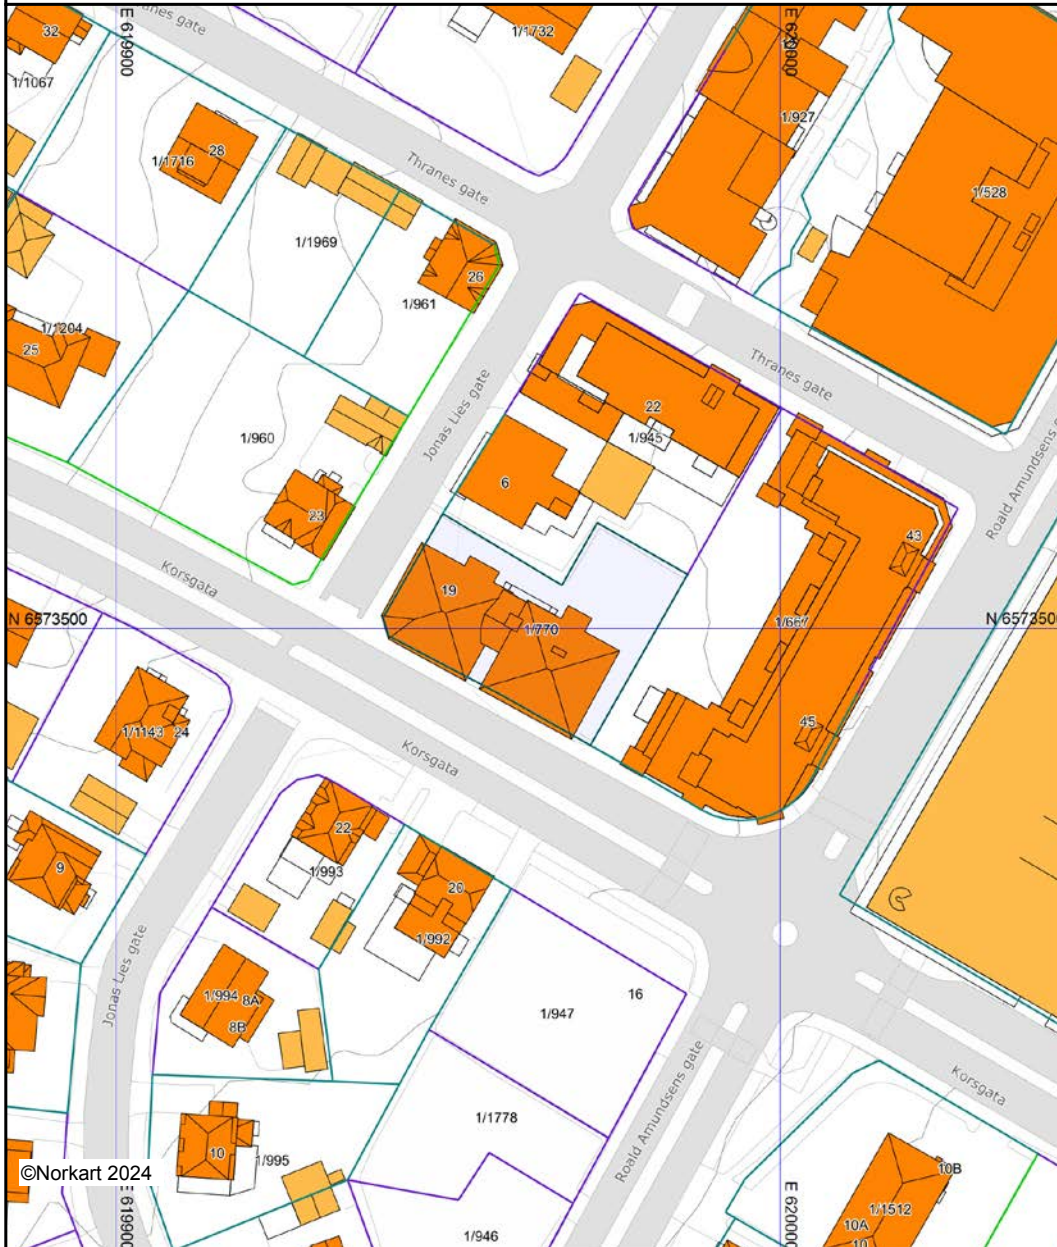 32
anes gate
E 619900
1/1732
E 620000
1/1067
1/927
28
1/1716
Thranes gate
1/528
1/1969
26
1/961
1/1204
25
Thranes gate
Jonas Lies gate
22
1/945
1/960
6
23
Roald Amundsens g
43
Korsgata
19
N 6573500
1/770
1/667
N 6573500
1/1143
24
45
Korsgata
22
9
1/993
20
1/992
Jonas Lies gate
1/994
8A
8B
16
1/947
Roald Amundsens gate
Korsgata
1/1778
10
1/995
10B
©Norkart 2024
E 619900
E 620000
1/1512
10A
10
1/946